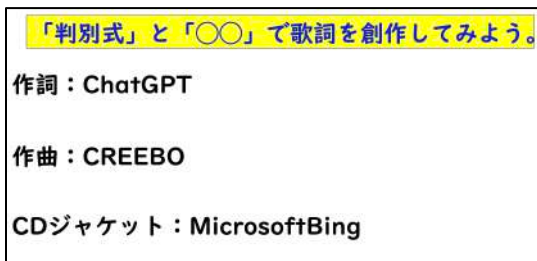 「判別式」と「○○」で歌詞を創作してみよう。
作詞：ChatGPT
作曲：CREEBO
CDジャケット：MicrosoftBing